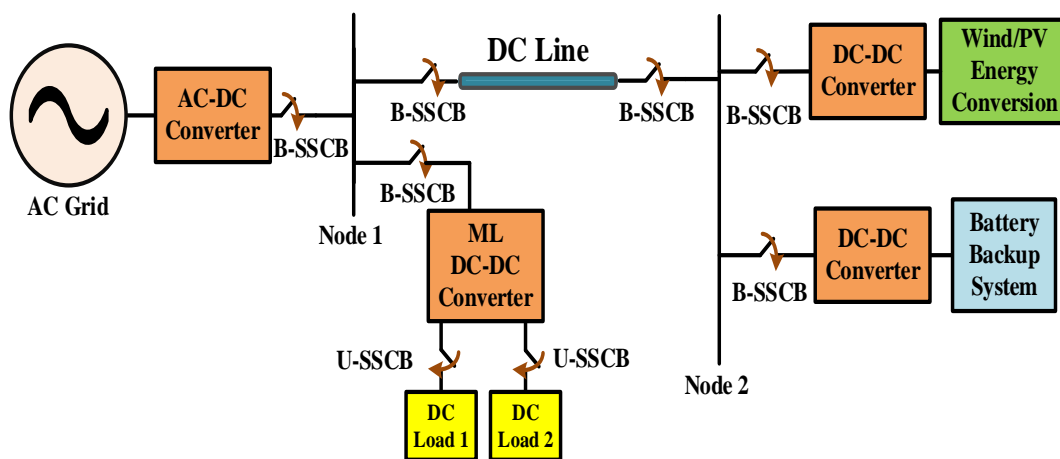 AC Grid
AC-DC
Converter
B-SSCB
Node 1
B-SSCB
DC Line
B-SSCB
B-SSCB
ML
DC-DC
Converter
U-SSCB
U-SSCB
DC
Load 1
DC
Load 2
Node 2
B-SSCB
DC-DC
Converter
Wind/PV
Energy
Conversion
B-SSCB
DC-DC
Converter
Battery
Backup
System